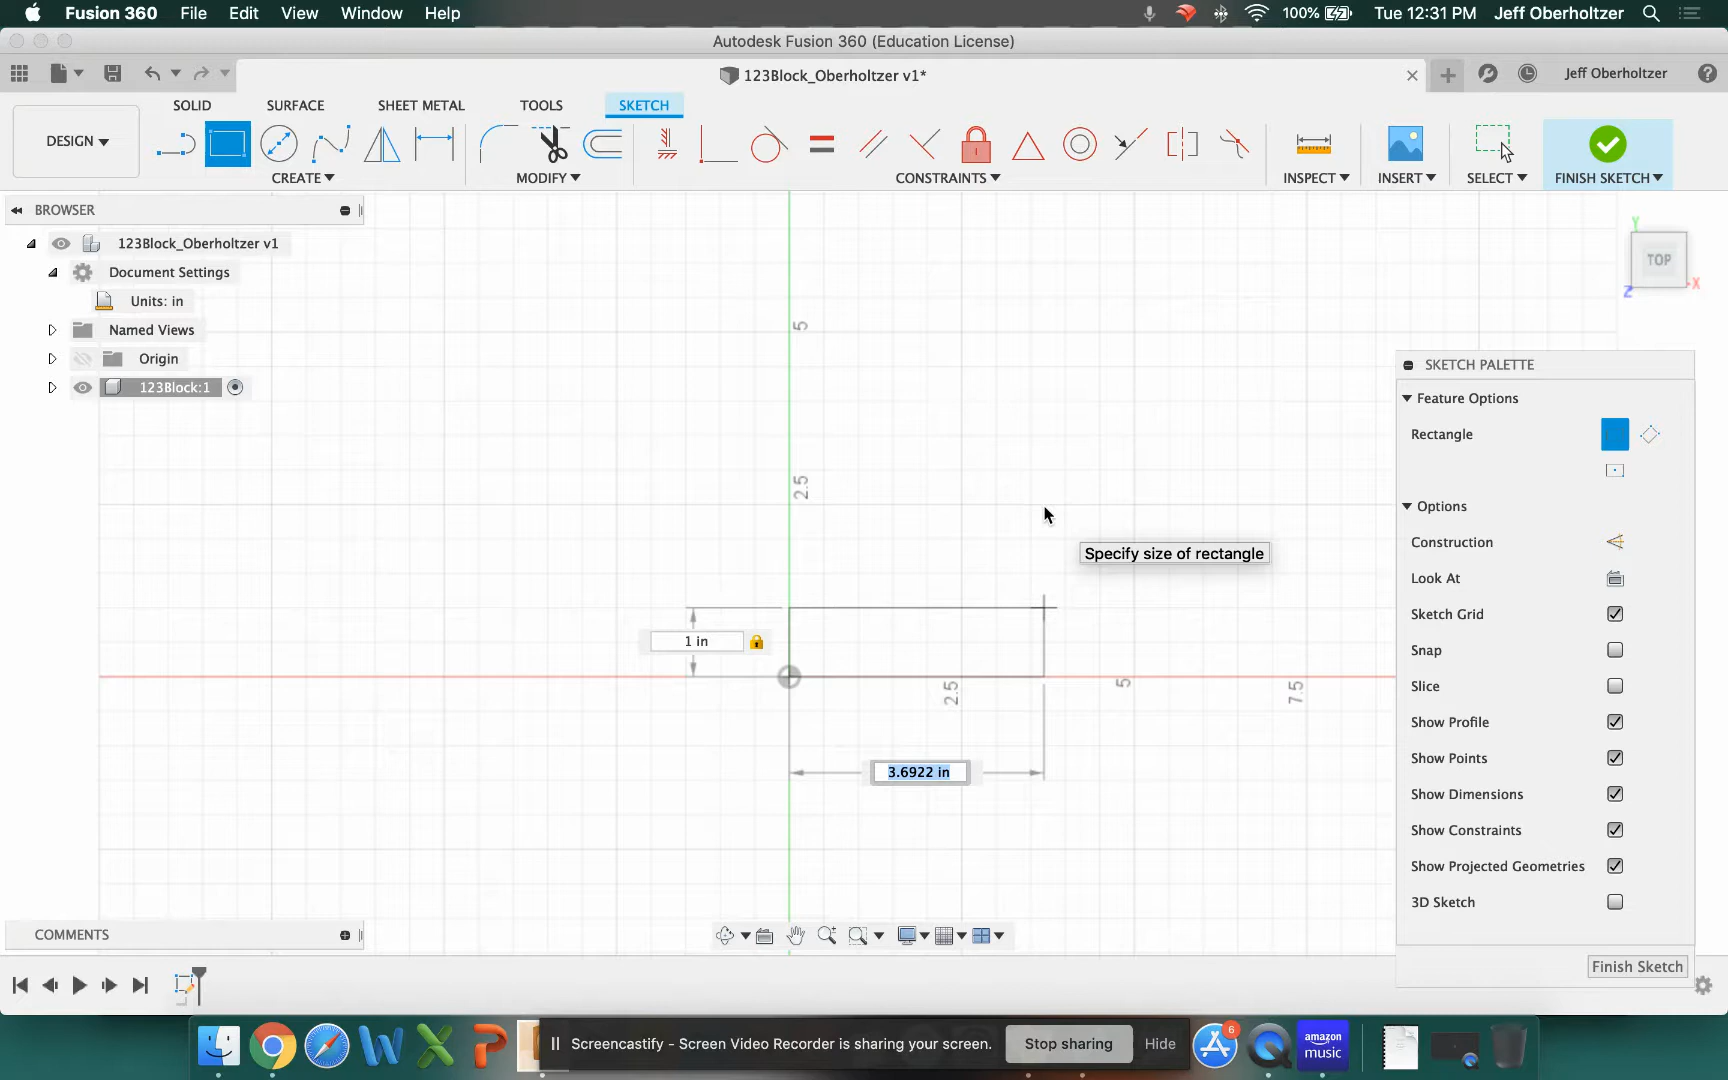 Fusion 360 File Edit View Window Help 100% Tue 12:31 PM Jeff Oberholtzer
Autodesk Fusion 360 (Education License)
123Block_Oberholtzer v1*
Jeff Oberholtzer
SOLID SURFACE SHEET METAL TOOLS SKETCH
DESIGN
CREATE MODIFY CONSTRAINTS INSPECT INSERT SELECT FINISH SKETCH
BROWSER
123Block_Oberholtzer v1
Document Settings
Units: in
Named Views
Origin
123Block:1
TOP
Y
X
Z
5
2.5
Specify size of rectangle
1 in
2.5
5
7.5
3.6922 in
SKETCH PALETTE
Feature Options
Rectangle
Options
Construction
Look At
Sketch Grid
Snap
Slice
Show Profile
Show Points
Show Dimensions
Show Constraints
Show Projected Geometries
3D Sketch
Finish Sketch
COMMENTS
Screencastify - Screen Video Recorder is sharing your screen. Stop sharing Hide
6
amazon
music